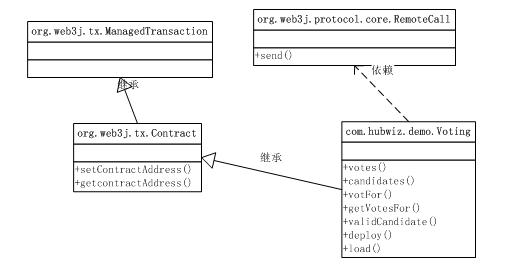 org.web3j.tx.ManagedTransaction
org.web3j.protocol.core.RemoteCall
+send()
继承
依赖
org.web3j.tx.Contract
+setContractAddress()
+getcontractAddress()
继承
com.hubwiz.demo.Voting
+votes()
+candidates()
+votFor()
+getVotesFor()
+validCandidate()
+deploy()
+load()